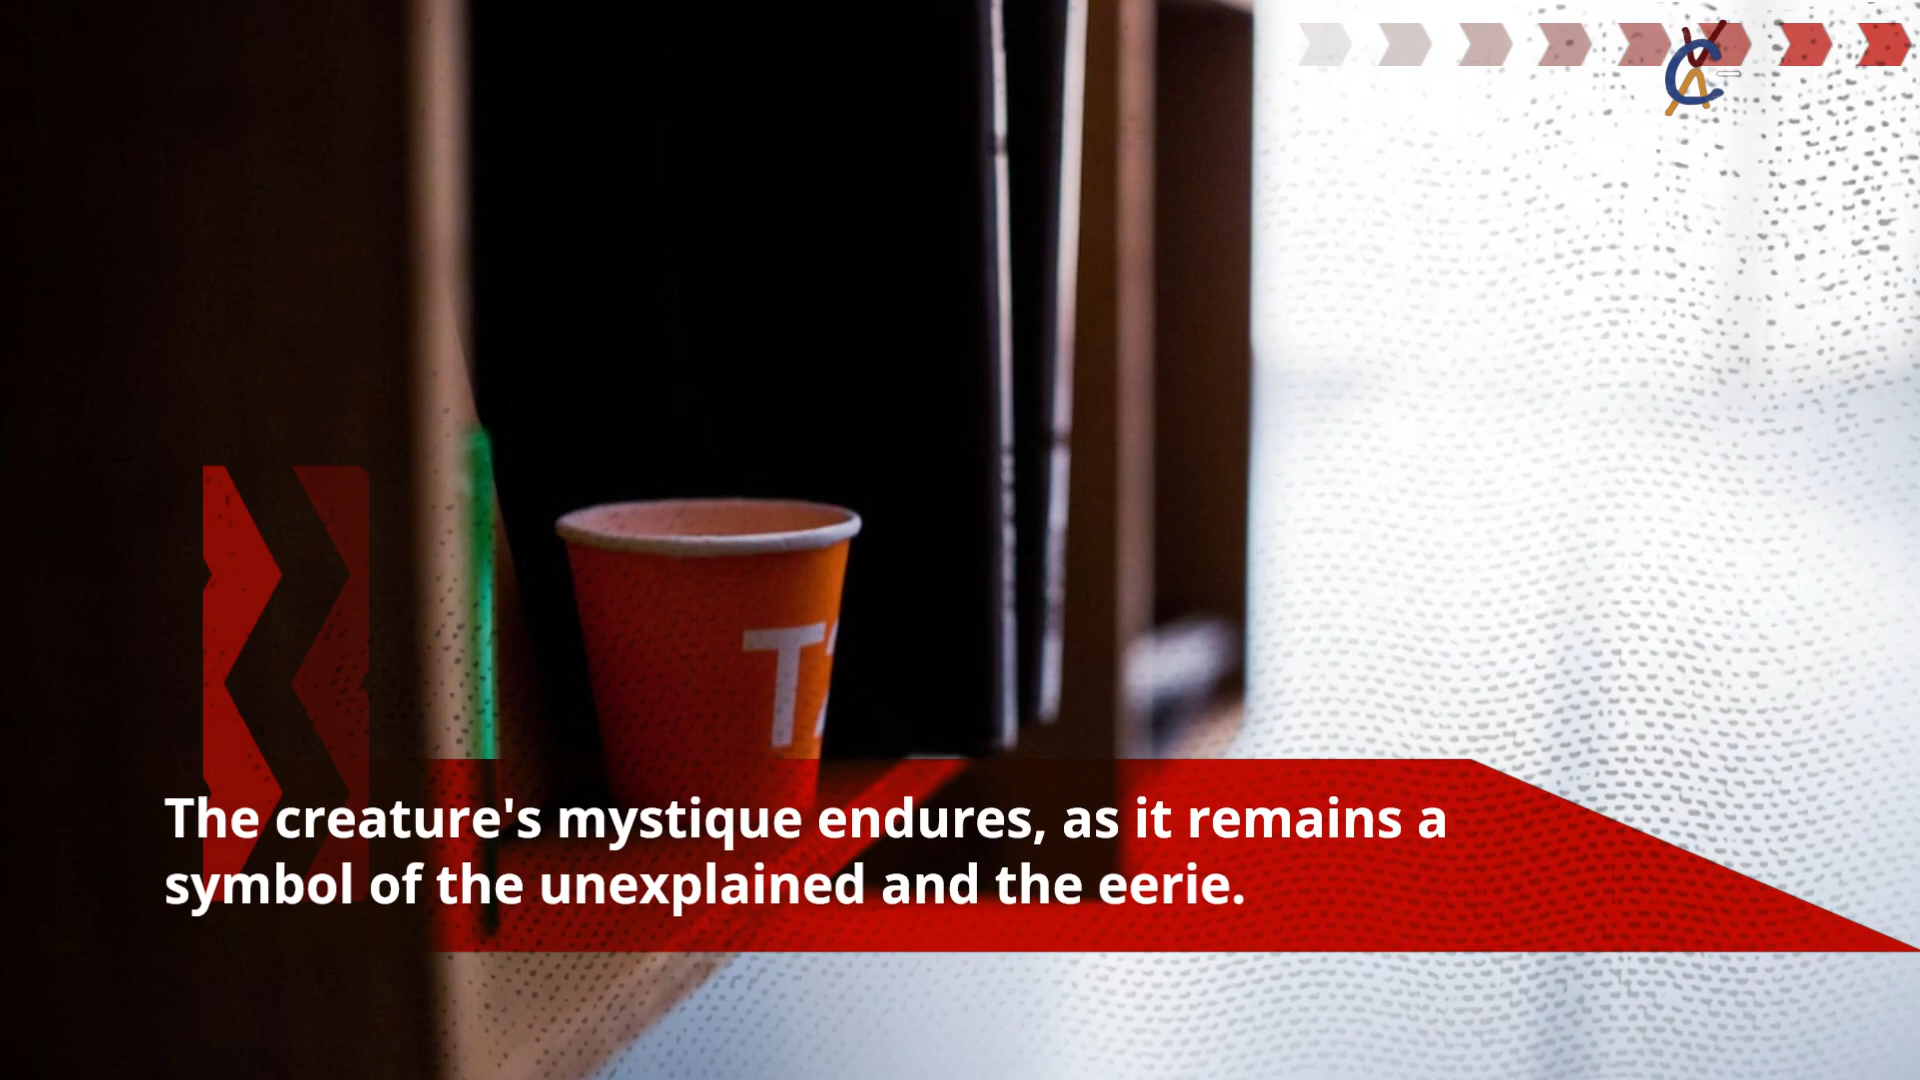 T
The creature's mystique endures, as it remains a
symbol of the unexplained and the eerie.